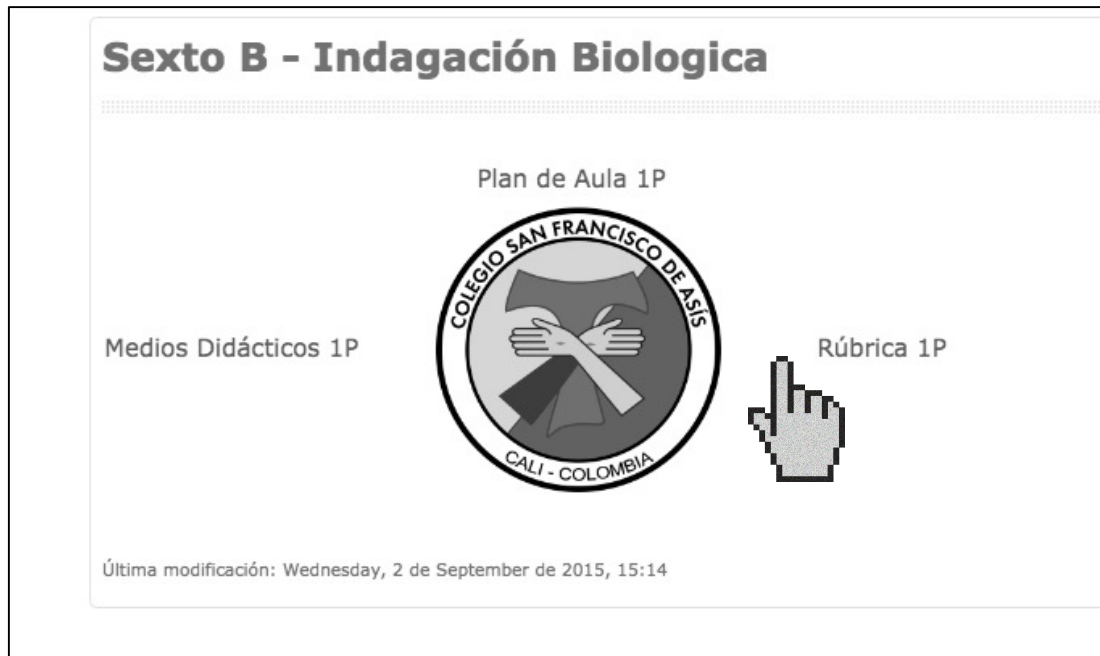 Sexto B - Indagación Biologica
Plan de Aula 1P
COLEGIO SAN FRANCISCO DE ASÍS
Medios Didácticos 1P
Rúbrica 1P
CALI - COLOMBIA
Última modificación: Wednesday, 2 de September de 2015, 15:14